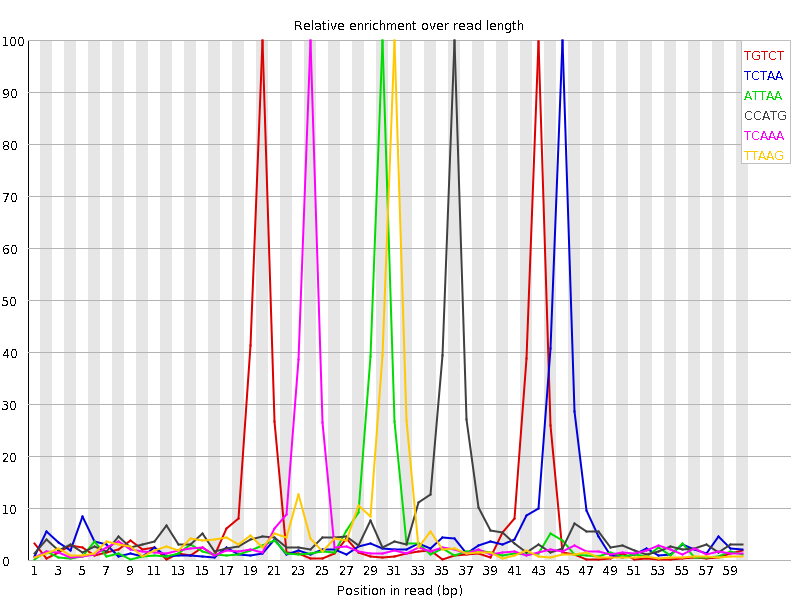 Relative enrichment over read length
100
90
80
70
60
50
40
30
20
10
0
TGTCT
TCTAA
ATTAA
CCATG
TCAAA
TTAAG
1 3 5 7 9 11 13 15 17 19 21 23 25 27 29 31 33 35 37 39 41 43 45 47 49 51 53 55 57 59
Position in read (bp)